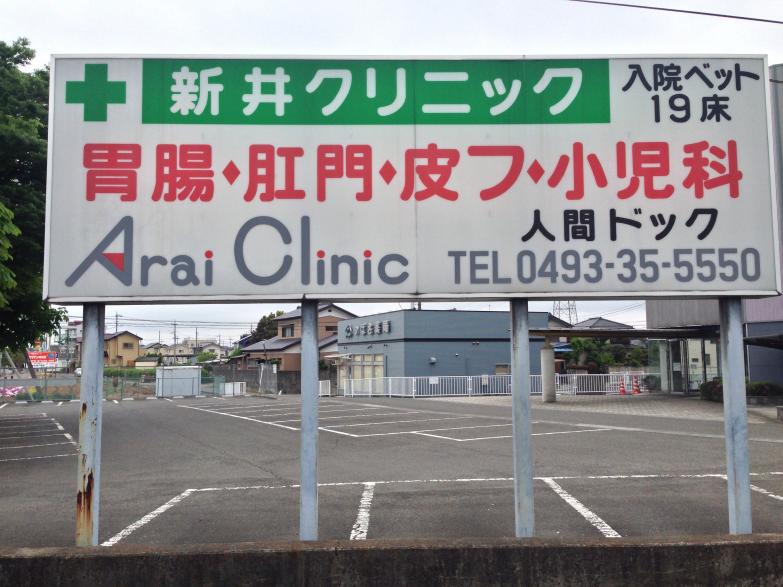 新井クリニック
入院ベット
19床
胃腸・肛門・皮フ・小児科
人間ドック
Arai Clinic
TEL 0493-35-5550